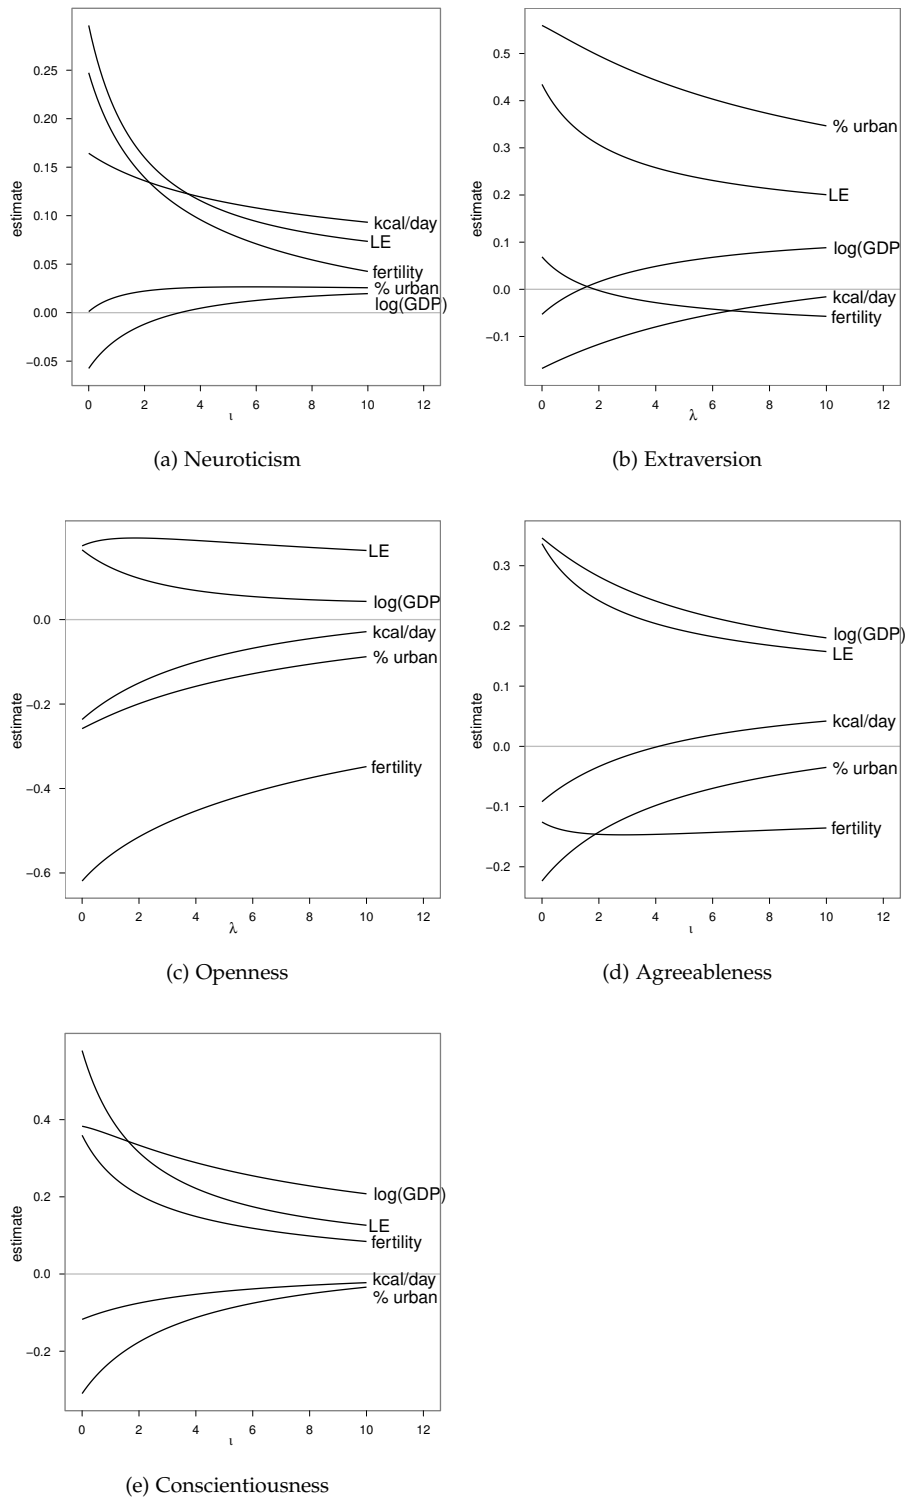 estimate
0.25
0.20
0.15
0.10
0.05
0.00
−0.05
kcal/day
LE
fertility
% urban
log(GDP)
0 2 4 6 8 10 12
ι
(a) Neuroticism
estimate
0.5
0.4
0.3
0.2
0.1
0.0
−0.1
% urban
LE
log(GDP
kcal/day
fertility
0 2 4 6 8 10 12
λ
(b) Extraversion
estimate
0.0
−0.2
−0.4
−0.6
LE
log(GDP
kcal/day
% urban
fertility
0 2 4 6 8 10 12
λ
(c) Openness
estimate
0.3
0.2
0.1
0.0
−0.1
−0.2
log(GDP)
LE
kcal/day
% urban
fertility
0 2 4 6 8 10 12
ι
(d) Agreeableness
estimate
0.4
0.2
0.0
−0.2
log(GDP)
LE
fertility
kcal/day
% urban
0 2 4 6 8 10 12
ι
(e) Conscientiousness